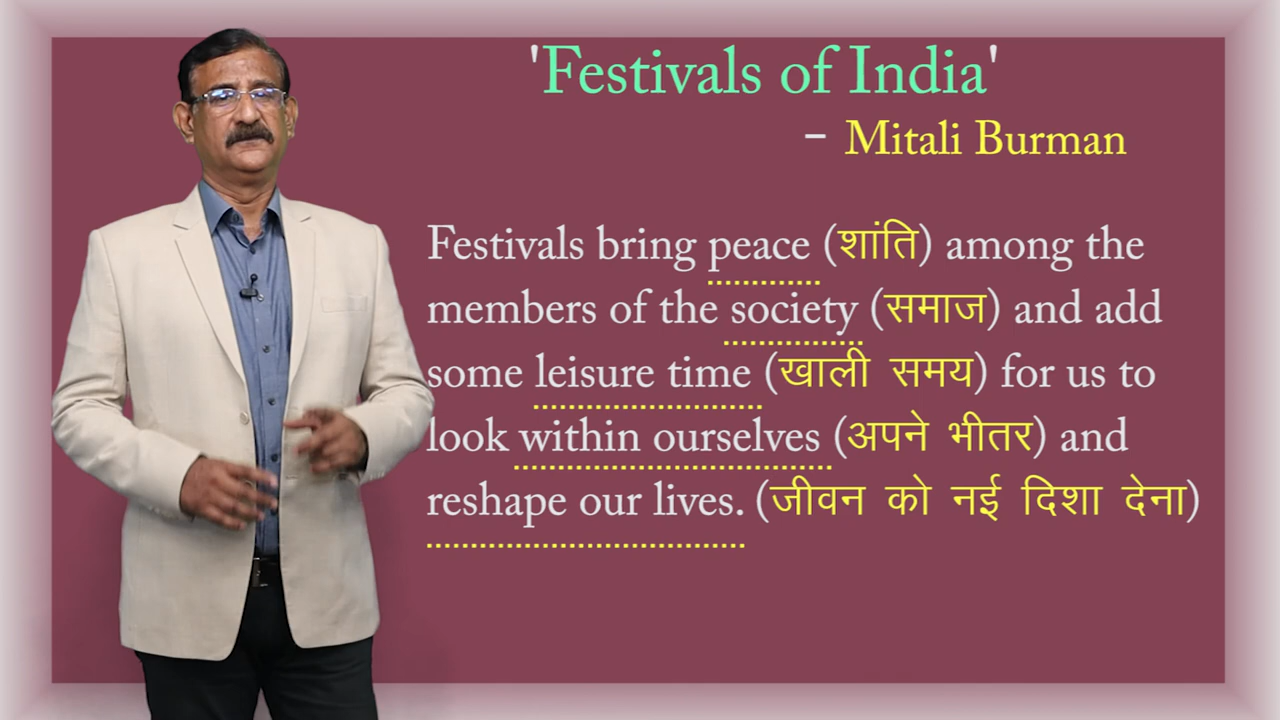 'Festivals of India'
– Mitali Burman
Festivals bring peace (शांति) among the
members of the society (समाज) and add
some leisure time (खाली समय) for us to
look within ourselves (अपने भीतर) and
reshape our lives. (जीवन को नई दिशा देना)